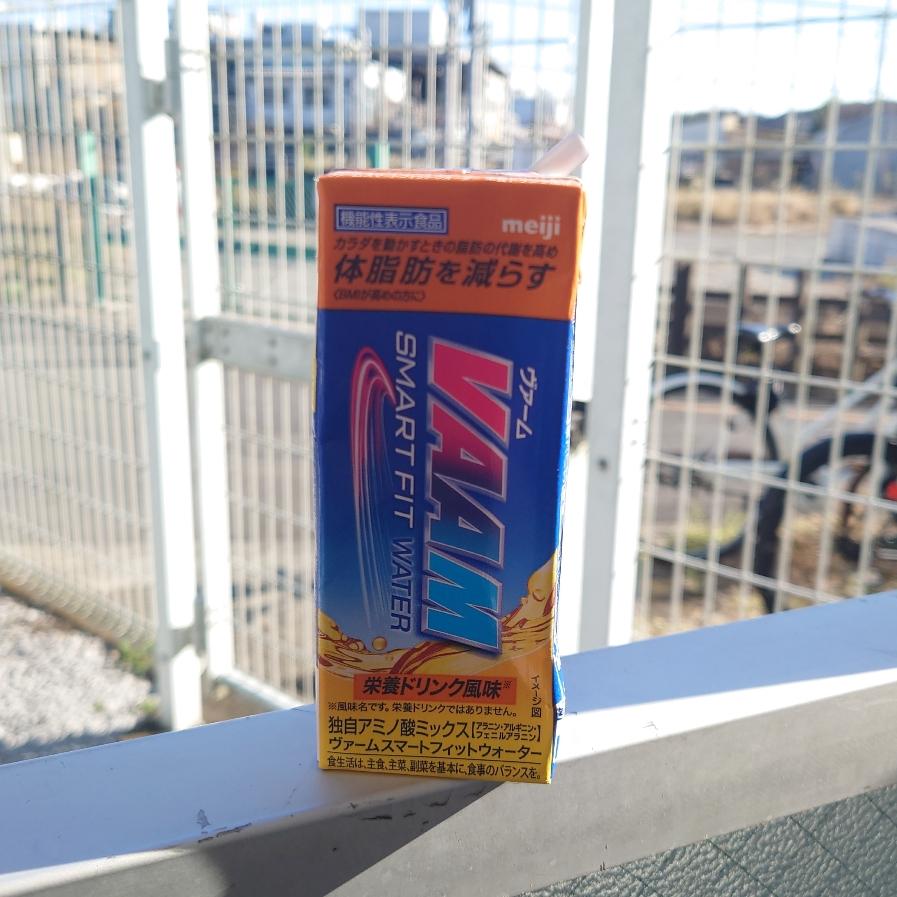 機能性表示食品
meiji
カラダを動かすときの脂肪の代謝を高め
体脂肪を減らす
〈BMIが高めの方に〉
ヴァーム
VAAM
SMART FIT WATER
栄養ドリンク風味※
イメージ図
※風味名です。栄養ドリンクではありません。
独自アミノ酸ミックス【アラニン・アルギニン・フェニルアラニン】
ヴァームスマートフィットウォーター
食生活は、主食、主菜、副菜を基本に、食事のバランスを。